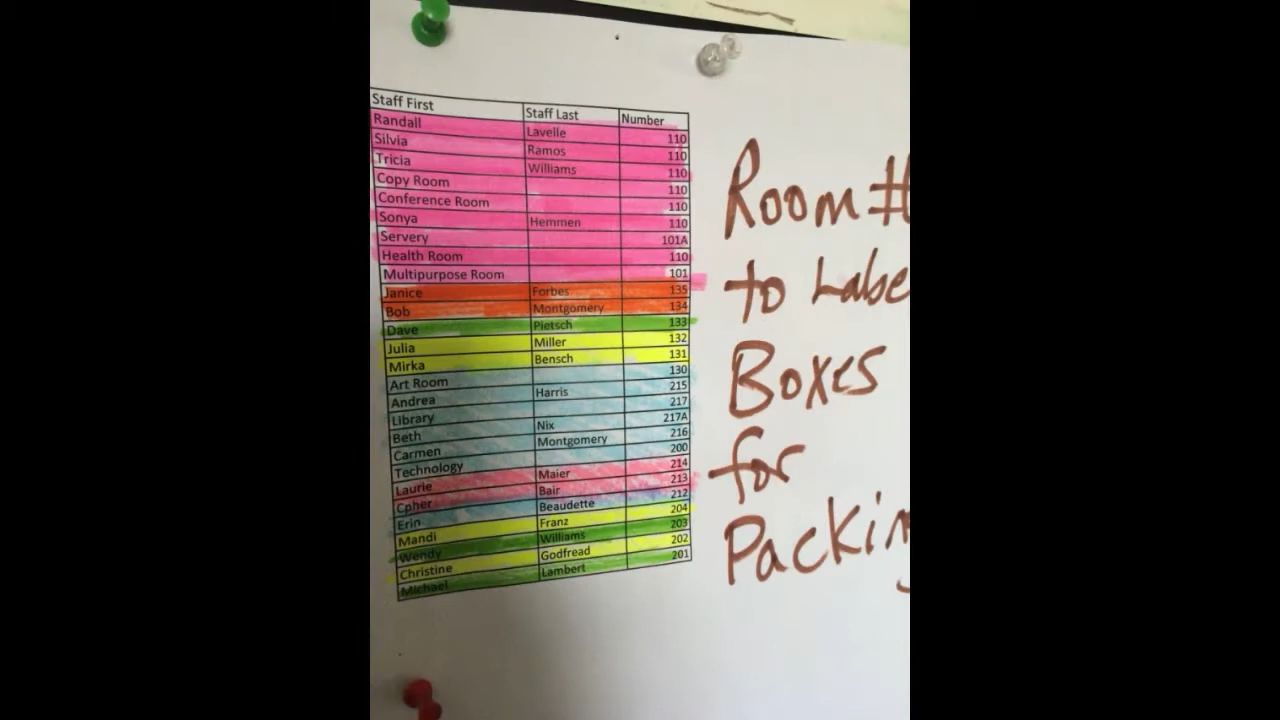 Staff First Staff Last Number
Randall Lavelle 110
Silvia Ramos 110
Tricia Williams 110
Copy Room 110
Conference Room 110
Sonya Hemmen 110
Servery 101A
Health Room 110
Multipurpose Room 101
Janice Forbes 135
Bob Montgomery 134
Dave Pietsch 133
Julia Miller 132
Mirka Bensch 131
Art Room 130
Andrea Harris 215
Library 217
Beth Nix 217A
Carmen Montgomery 216
Technology 200
Laurie Maier 214
Cpher Bair 213
Erin Beaudette 212
Mandi Franz 204
Wendy Williams 203
Christine Godfread 202
Michael Lambert 201
Room #
to Labe
Boxes
for
Packin